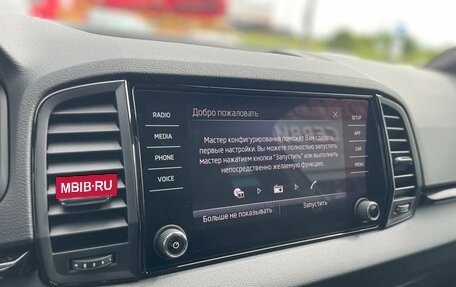 RADIO
MEDIA
PHONE
VOICE
Добро пожаловать
Мастер конфигурирования поможет Вам сделать
первые настройки. Вы можете полностью запустить
мастер нажатием кнопки "Запустить" или выполнить
непосредственно желаемую функцию.
Больше не показывать
Запустить
SETUP
APP
CAR
MENU
MBIB-RU